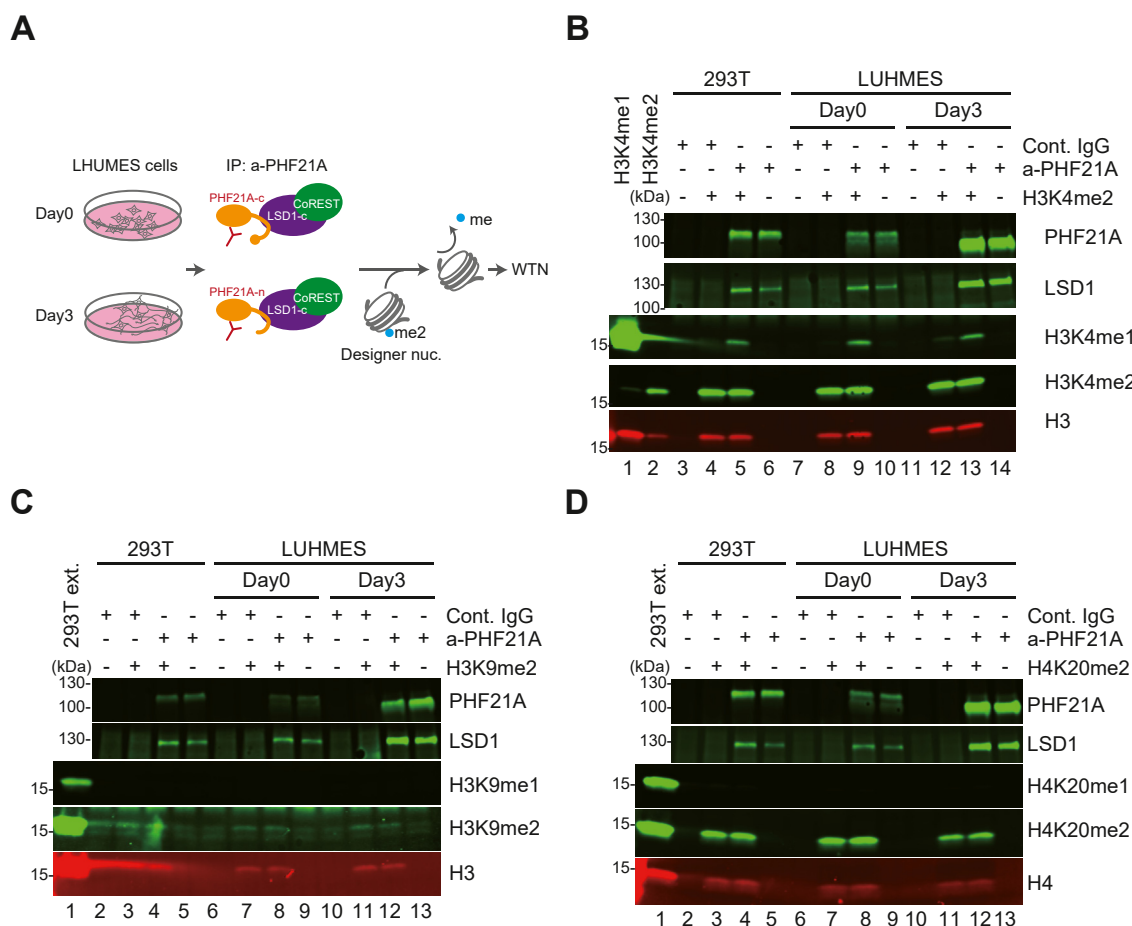 A
LHUMES cells
IP: a-PHF21A
Day0
PHF21A-c
CoREST
LSD1-c
me
Day3
PHF21A-n
CoREST
LSD1-c
WTN
me2
Designer nuc.
B
293T
LUHMES
H3K4me1
H3K4me2
Day0
Day3
+ + - - + + - - + + - - Cont. IgG
- - + + - - + + - - + + a-PHF21A
(kDa) - + + - - + + - - + + - H3K4me2
130-
100-
PHF21A
130-
100-
LSD1
15-
H3K4me1
15-
H3K4me2
15-
H3
1 2 3 4 5 6 7 8 9 10 11 12 13 14
C
293T
LUHMES
293T ext.
Day0
Day3
+ + - - + + - - + + - - Cont. IgG
- - + + - - + + - - + + a-PHF21A
(kDa) - + + - - + + - - + + - H3K9me2
130-
100-
PHF21A
130-
LSD1
15-
H3K9me1
15-
H3K9me2
15-
H3
1 2 3 4 5 6 7 8 9 10 11 12 13
D
293T
LUHMES
293T ext.
Day0
Day3
+ + - - + + - - + + - - Cont. IgG
- - + + - - + + - - + + a-PHF21A
(kDa) - + + - - + + - - + + - H4K20me2
130-
100-
PHF21A
130-
LSD1
15-
H4K20me1
15-
H4K20me2
15-
H4
1 2 3 4 5 6 7 8 9 10 11 12 13